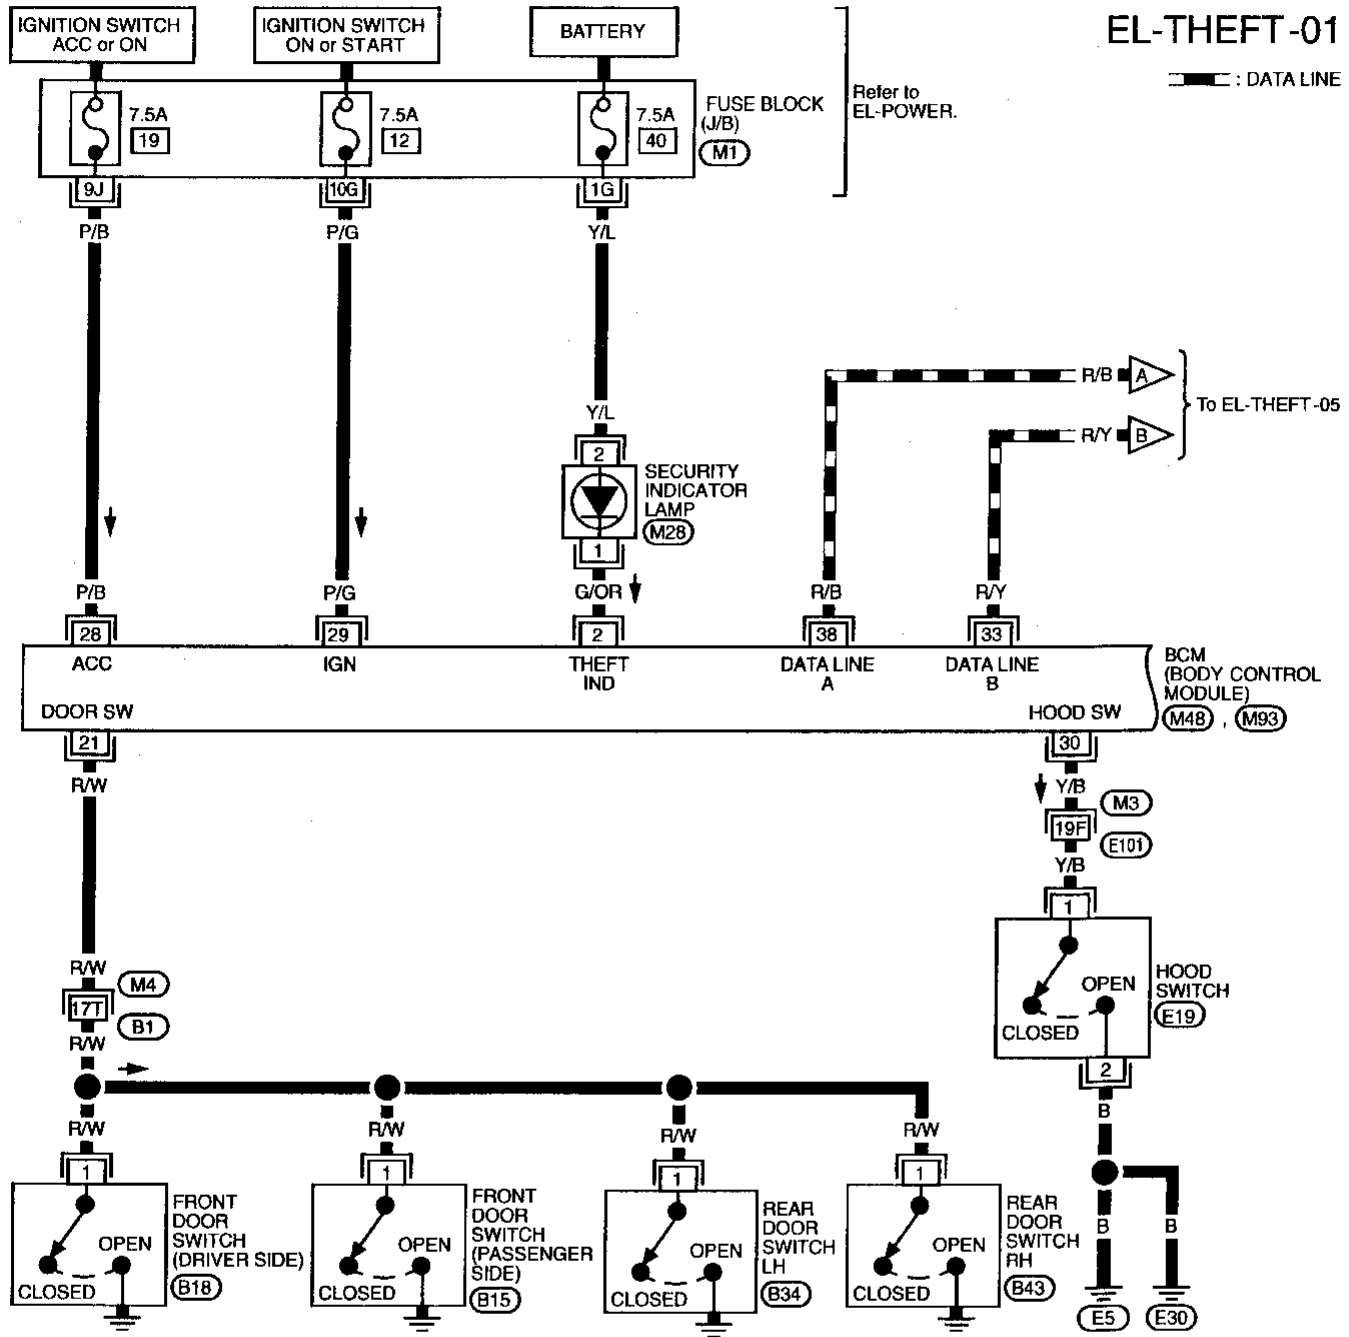 EL-THEFT-01
: DATA LINE
IGNITION SWITCH
ACC or ON
IGNITION SWITCH
ON or START
BATTERY
7.5A
19
7.5A
12
7.5A
40
FUSE BLOCK
(J/B)
M1
Refer to
EL-POWER.
9J
10G
1G
P/B
P/G
Y/L
R/B
A
R/Y
B
To EL-THEFT-05
Y/L
2
SECURITY
INDICATOR
LAMP
M28
1
P/B
P/G
G/OR
R/B
R/Y
28
29
2
38
33
ACC
IGN
THEFT
IND
DATA LINE
A
DATA LINE
B
BCM
(BODY CONTROL
MODULE)
M48 , M93
DOOR SW
HOOD SW
21
30
R/W
Y/B
M3
19F
E101
Y/B
1
OPEN
CLOSED
HOOD
SWITCH
E19
2
R/W
M4
17T
B1
R/W
B
B
B
E5
E30
R/W
R/W
R/W
R/W
1
1
1
1
OPEN
CLOSED
FRONT
DOOR
SWITCH
(DRIVER SIDE)
B18
OPEN
CLOSED
FRONT
DOOR
SWITCH
(PASSENGER
SIDE)
B15
OPEN
CLOSED
REAR
DOOR
SWITCH
LH
B34
OPEN
CLOSED
REAR
DOOR
SWITCH
RH
B43